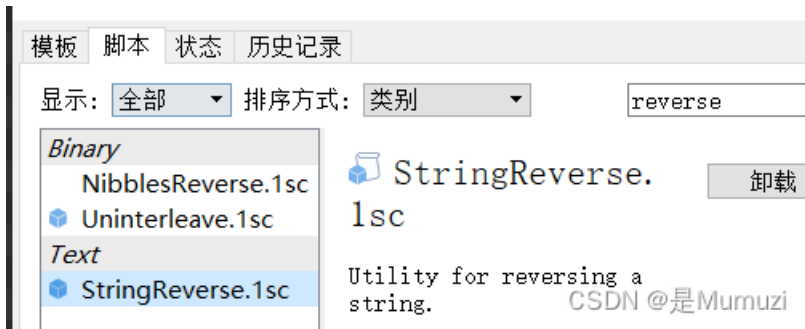 模板 脚本 状态 历史记录
显示: 全部 排序方式: 类别 reverse
Binary
NibblesReverse.1sc
Uninterleave.1sc
Text
StringReverse.1sc
StringReverse.
1sc
卸载
Utility for reversing a
string.
CSDN @是Mumuzi